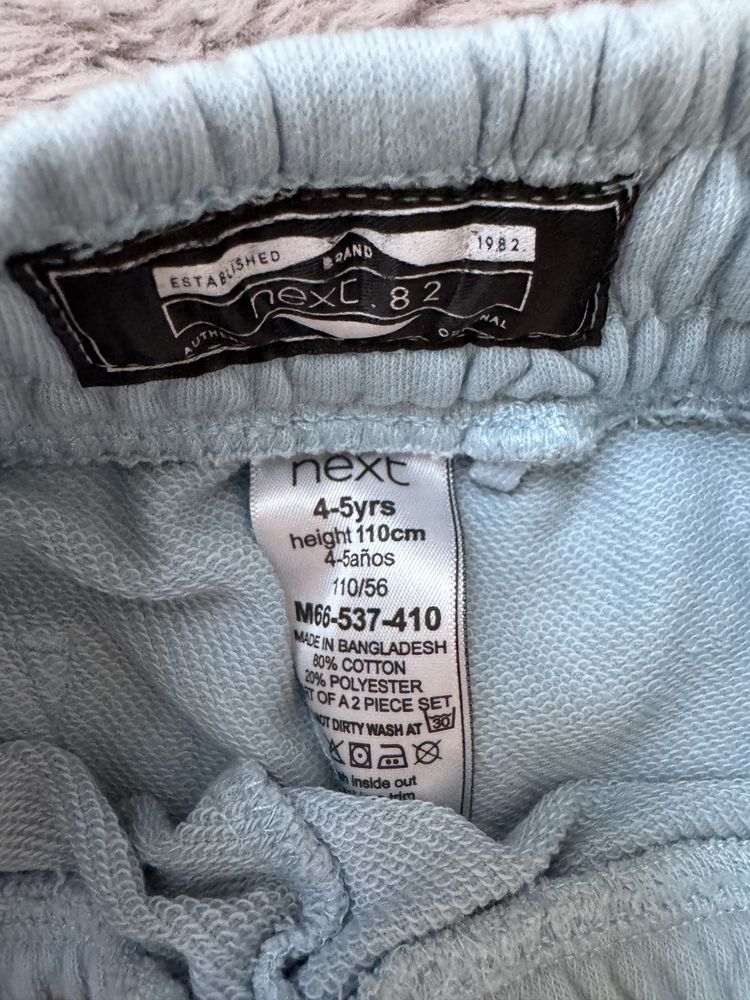 ESTABLISHED BRAND 1982.
next.82
next
4-5yrs
height 110cm
4-5años
110/56
M66-537-410
MADE IN BANGLADESH
80% COTTON
20% POLYESTER
OF A 2 PIECE SET
DIRTY WASH AT 30
inside out
trim